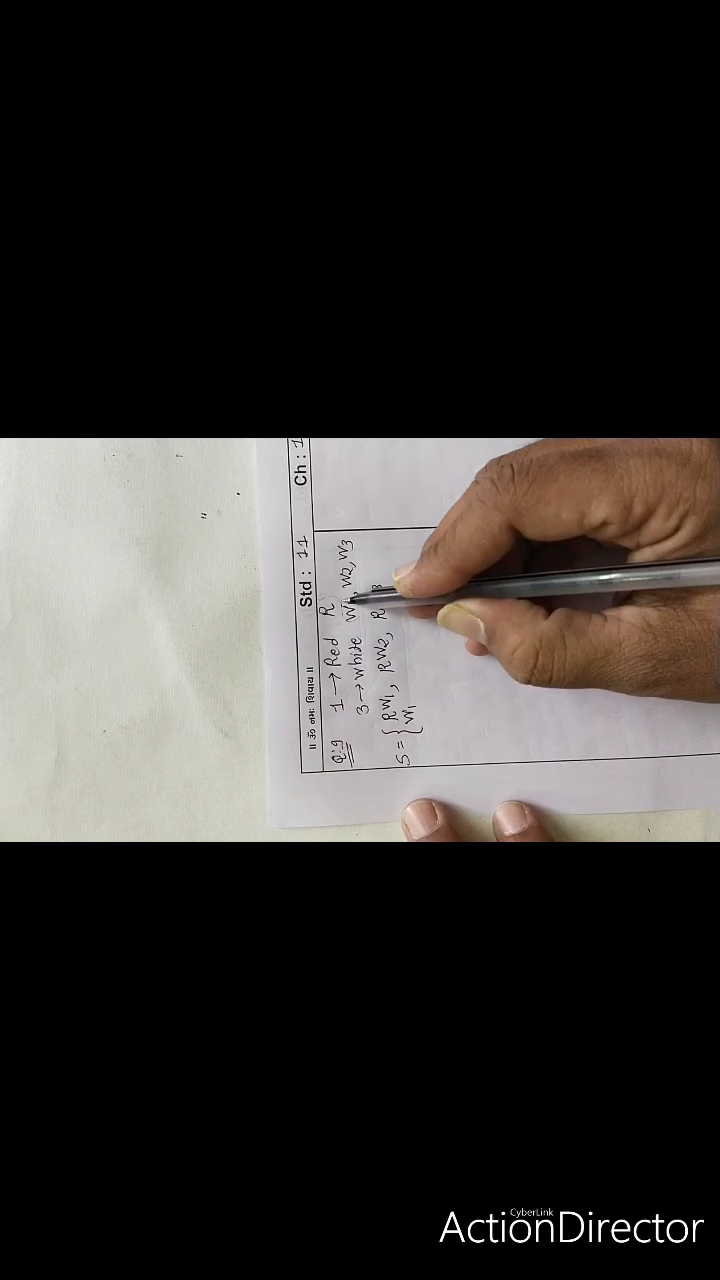 ॥ ॐ नमः शिवाय ॥ Std : 11 Ch : 1
Q:9 1 → Red R
3 → white W1, W2, W3
S = { RW1, RW2, R
W1
CyberLink
ActionDirector